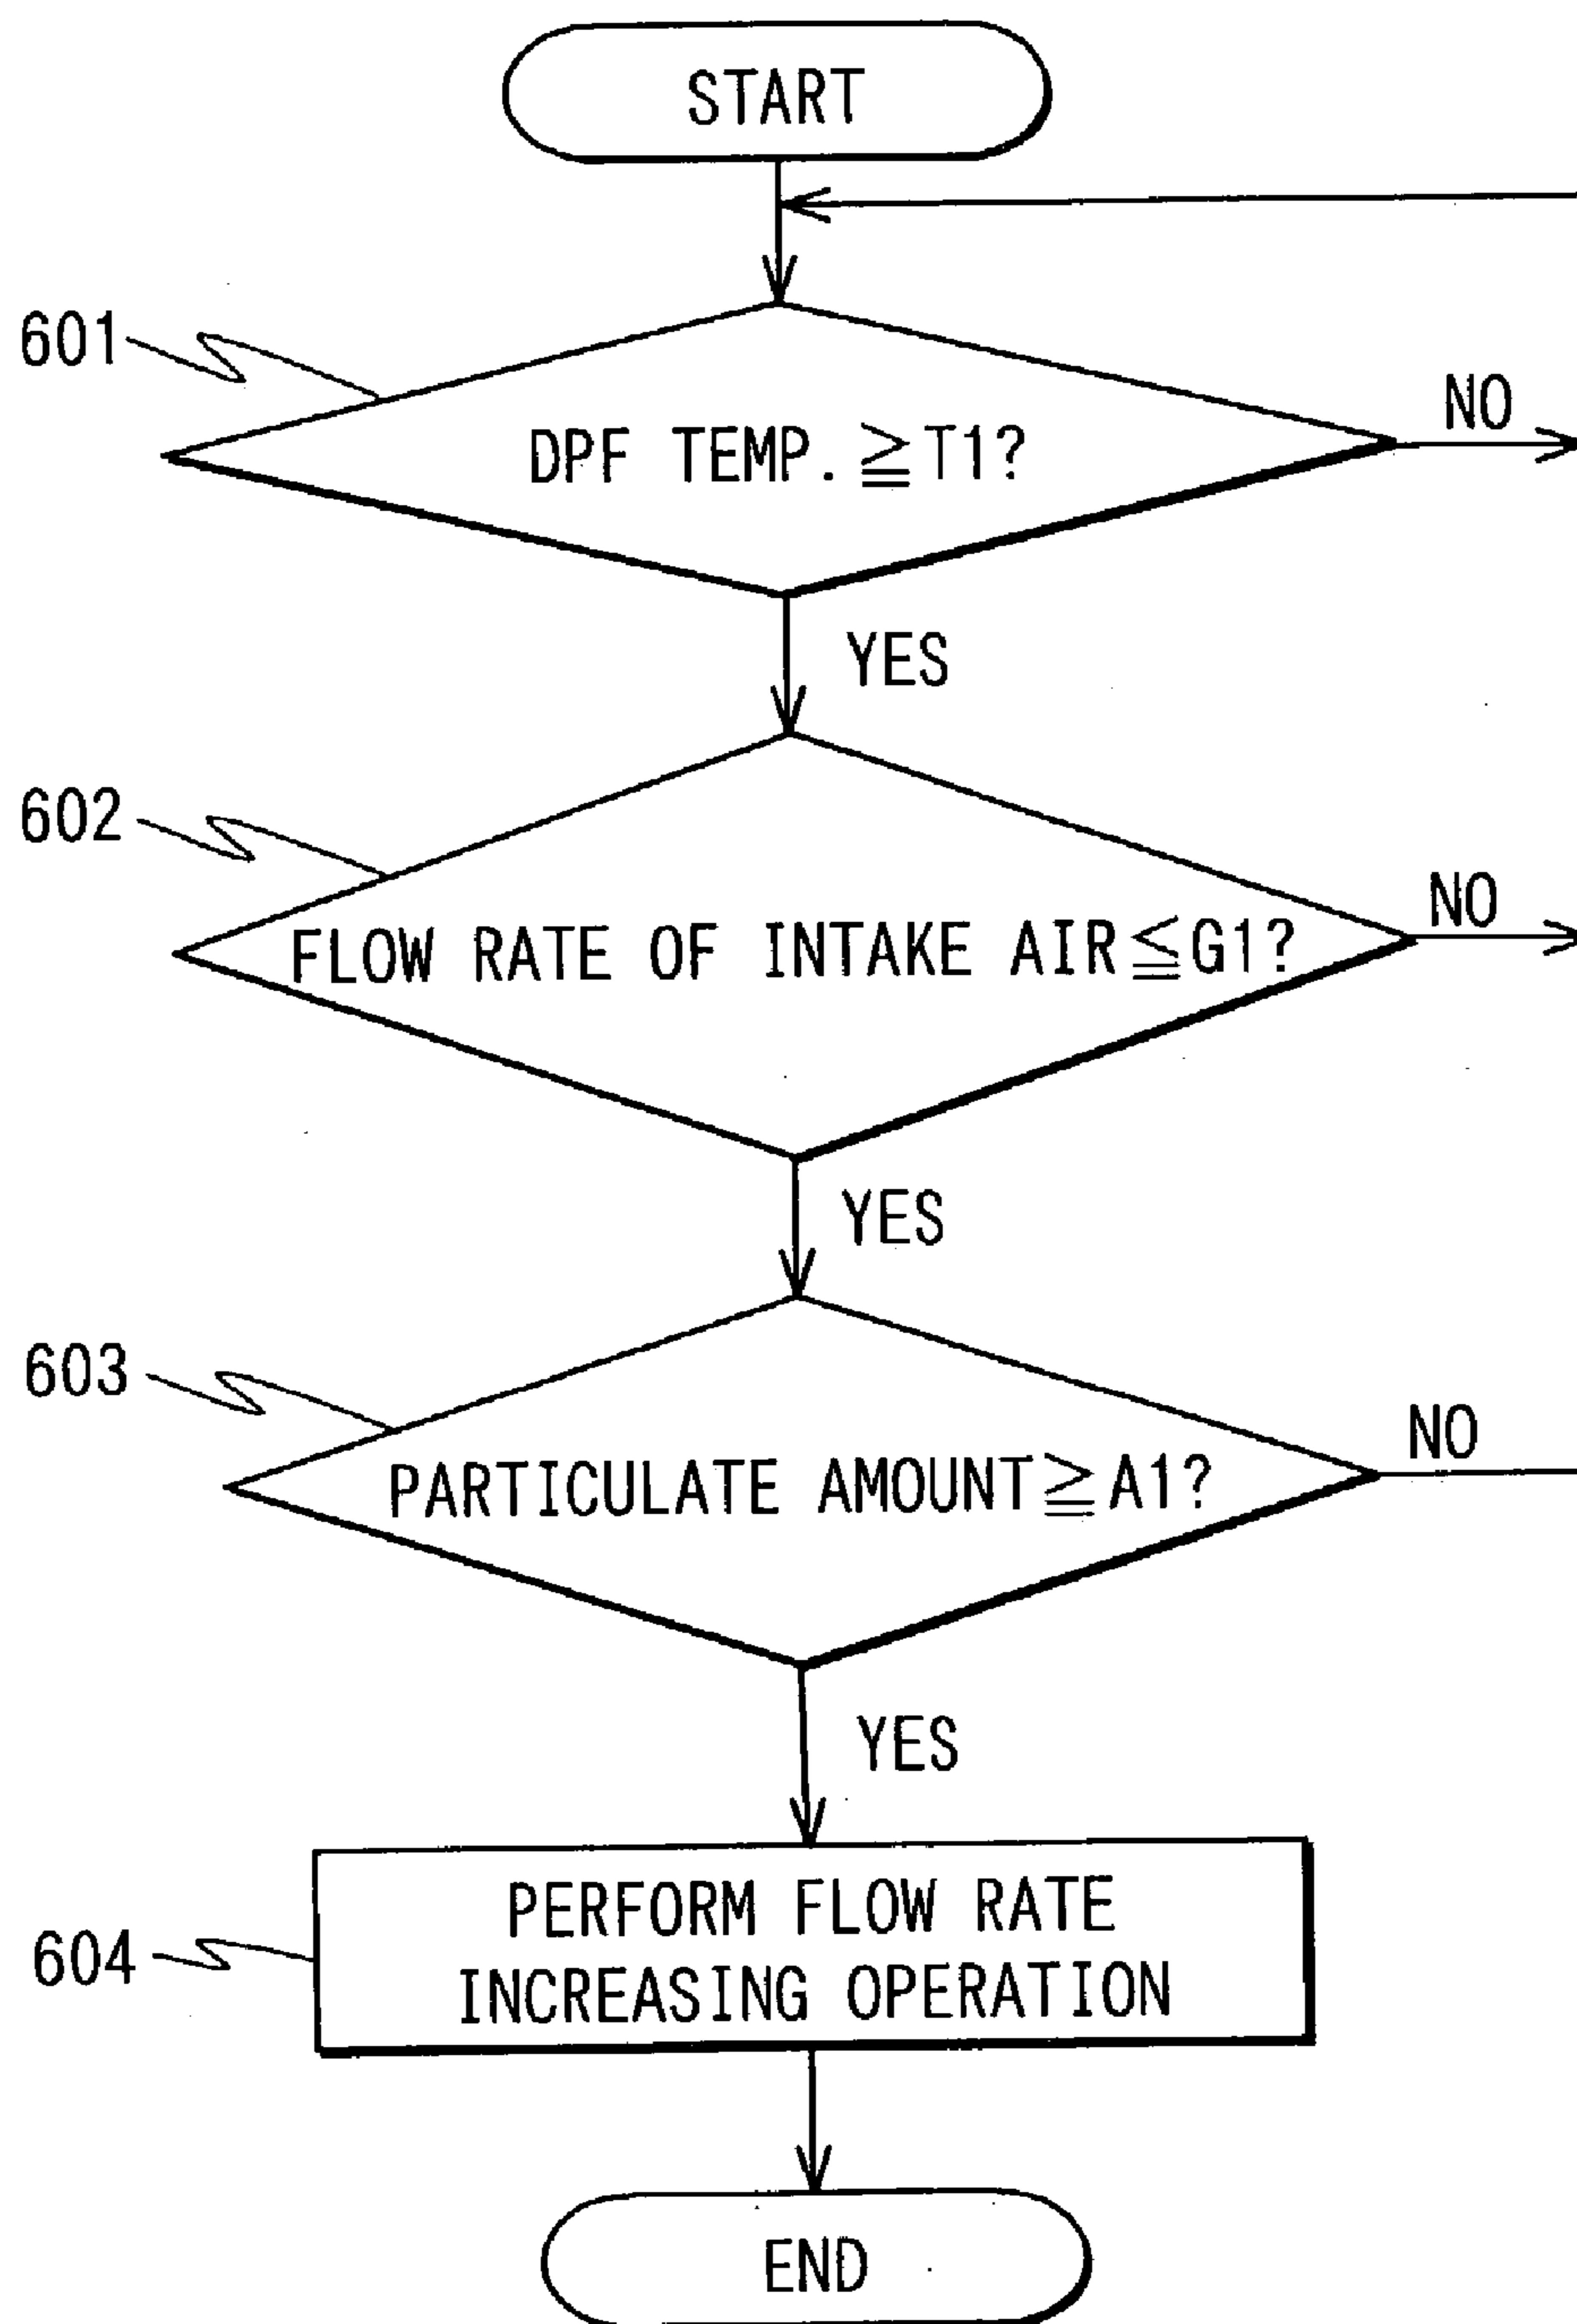 START
601
DPF TEMP. ≧ T1?
NO
YES
602
FLOW RATE OF INTAKE AIR ≦ G1?
NO
YES
603
PARTICULATE AMOUNT ≧ A1?
NO
YES
604
PERFORM FLOW RATE
INCREASING OPERATION
END